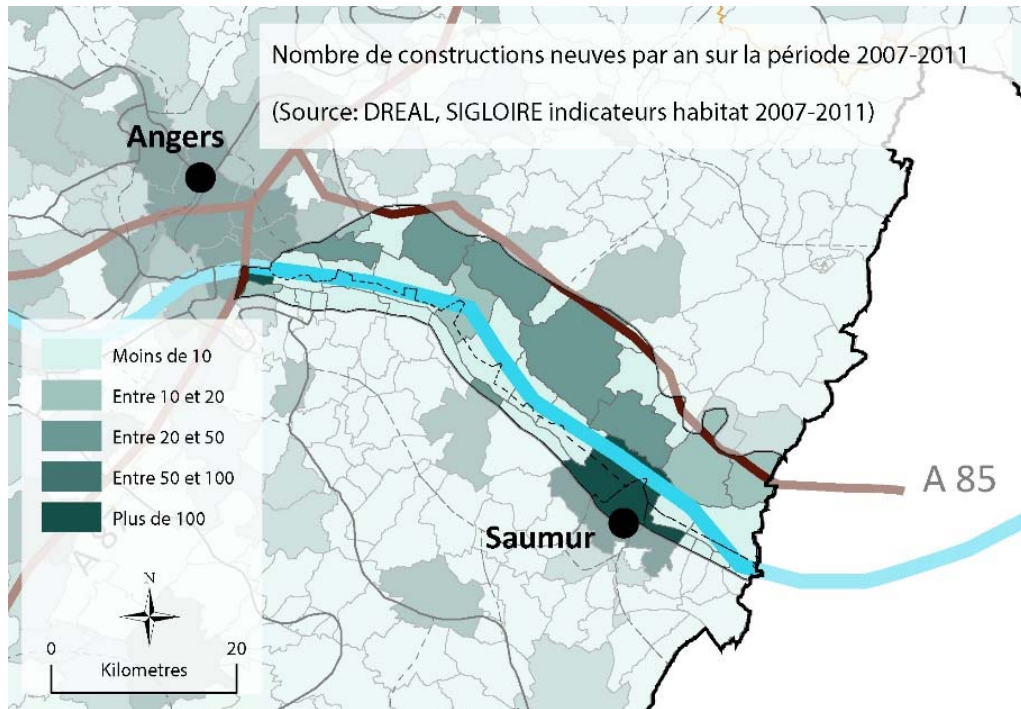 Nombre de constructions neuves par an sur la période 2007-2011
(Source: DREAL, SIGLOIRE indicateurs habitat 2007-2011)
Angers
Moins de 10
Entre 10 et 20
Entre 20 et 50
Entre 50 et 100
Plus de 100
A 85
Saumur
A 87
N
0 20
Kilometres